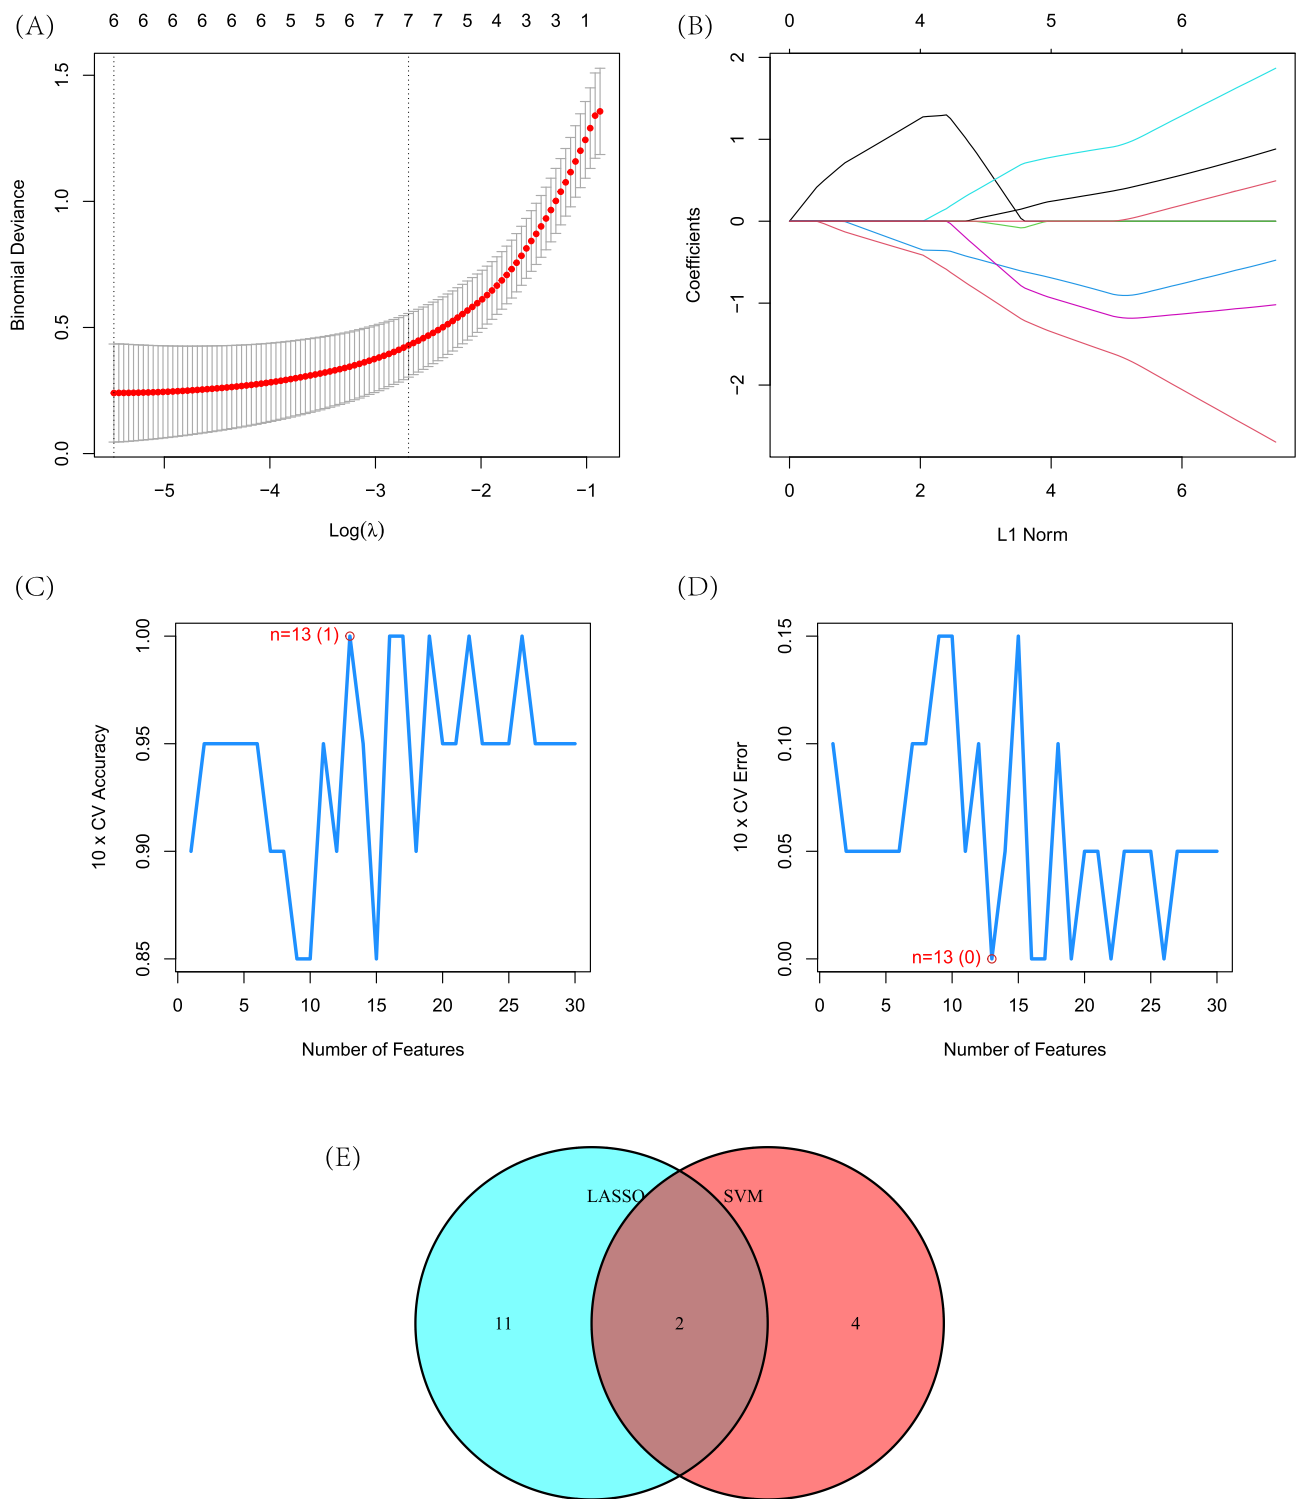 (A)
6 6 6 6 6 6 5 5 6 7 7 7 5 4 3 3 1
1.5
1.0
0.5
0.0
Binomial Deviance
−5 −4 −3 −2 −1
Log(λ)
(B)
0 4 5 6
2
1
0
−1
−2
Coefficients
0 2 4 6
L1 Norm
(C)
n=13 (1)
1.00
0.95
0.90
0.85
10 x CV Accuracy
0 5 10 15 20 25 30
Number of Features
(D)
0.15
0.10
0.05
0.00
10 x CV Error
n=13 (0)
0 5 10 15 20 25 30
Number of Features
(E)
LASSO SVM
11 2 4